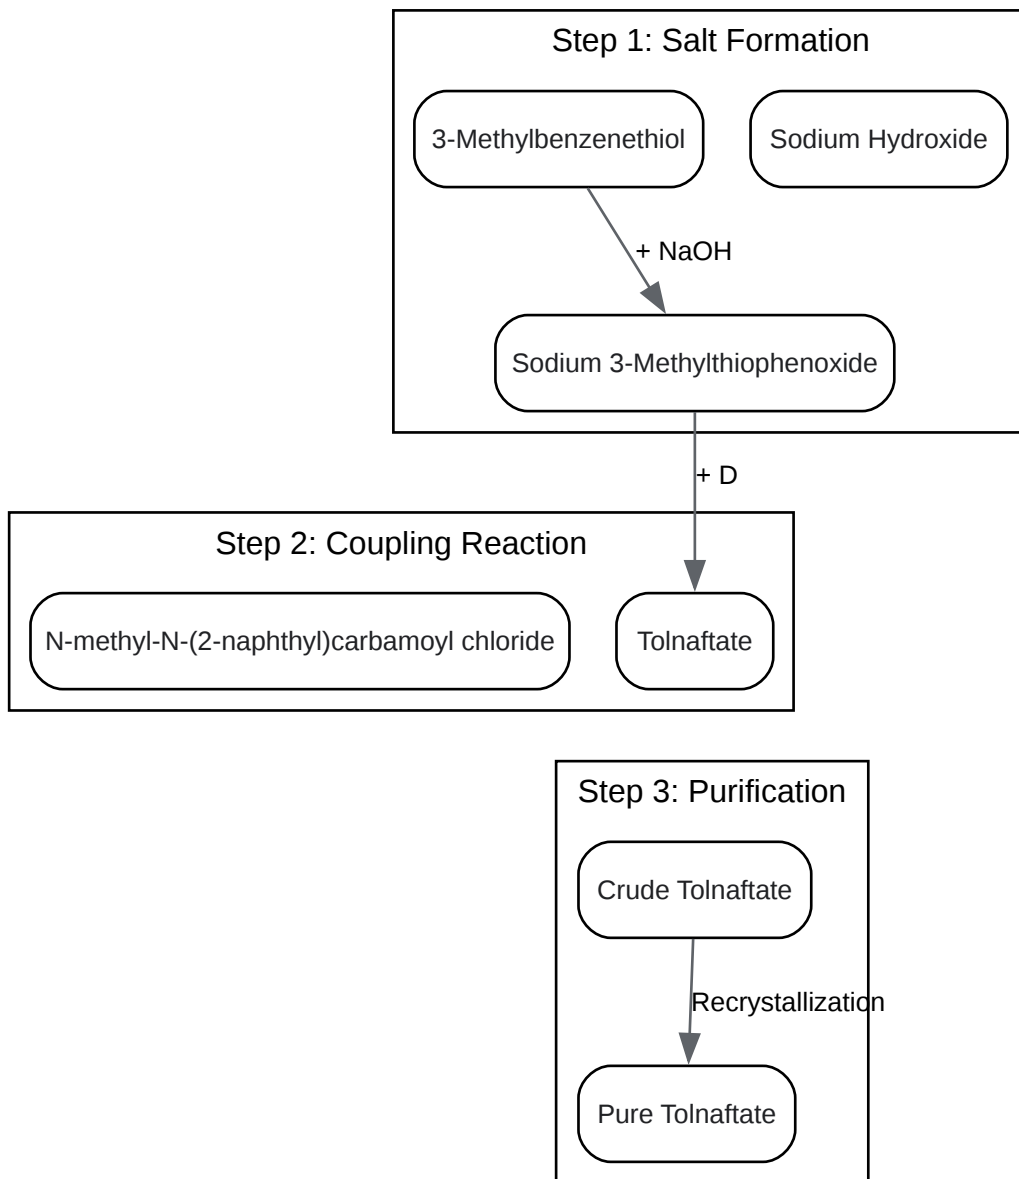 Step 1: Salt Formation
3-Methylbenzenethiol
Sodium Hydroxide
+ NaOH
Sodium 3-Methylthiophenoxide
+ D
Step 2: Coupling Reaction
N-methyl-N-(2-naphthyl)carbamoyl chloride
Tolnaftate
Step 3: Purification
Crude Tolnaftate
Recrystallization
Pure Tolnaftate